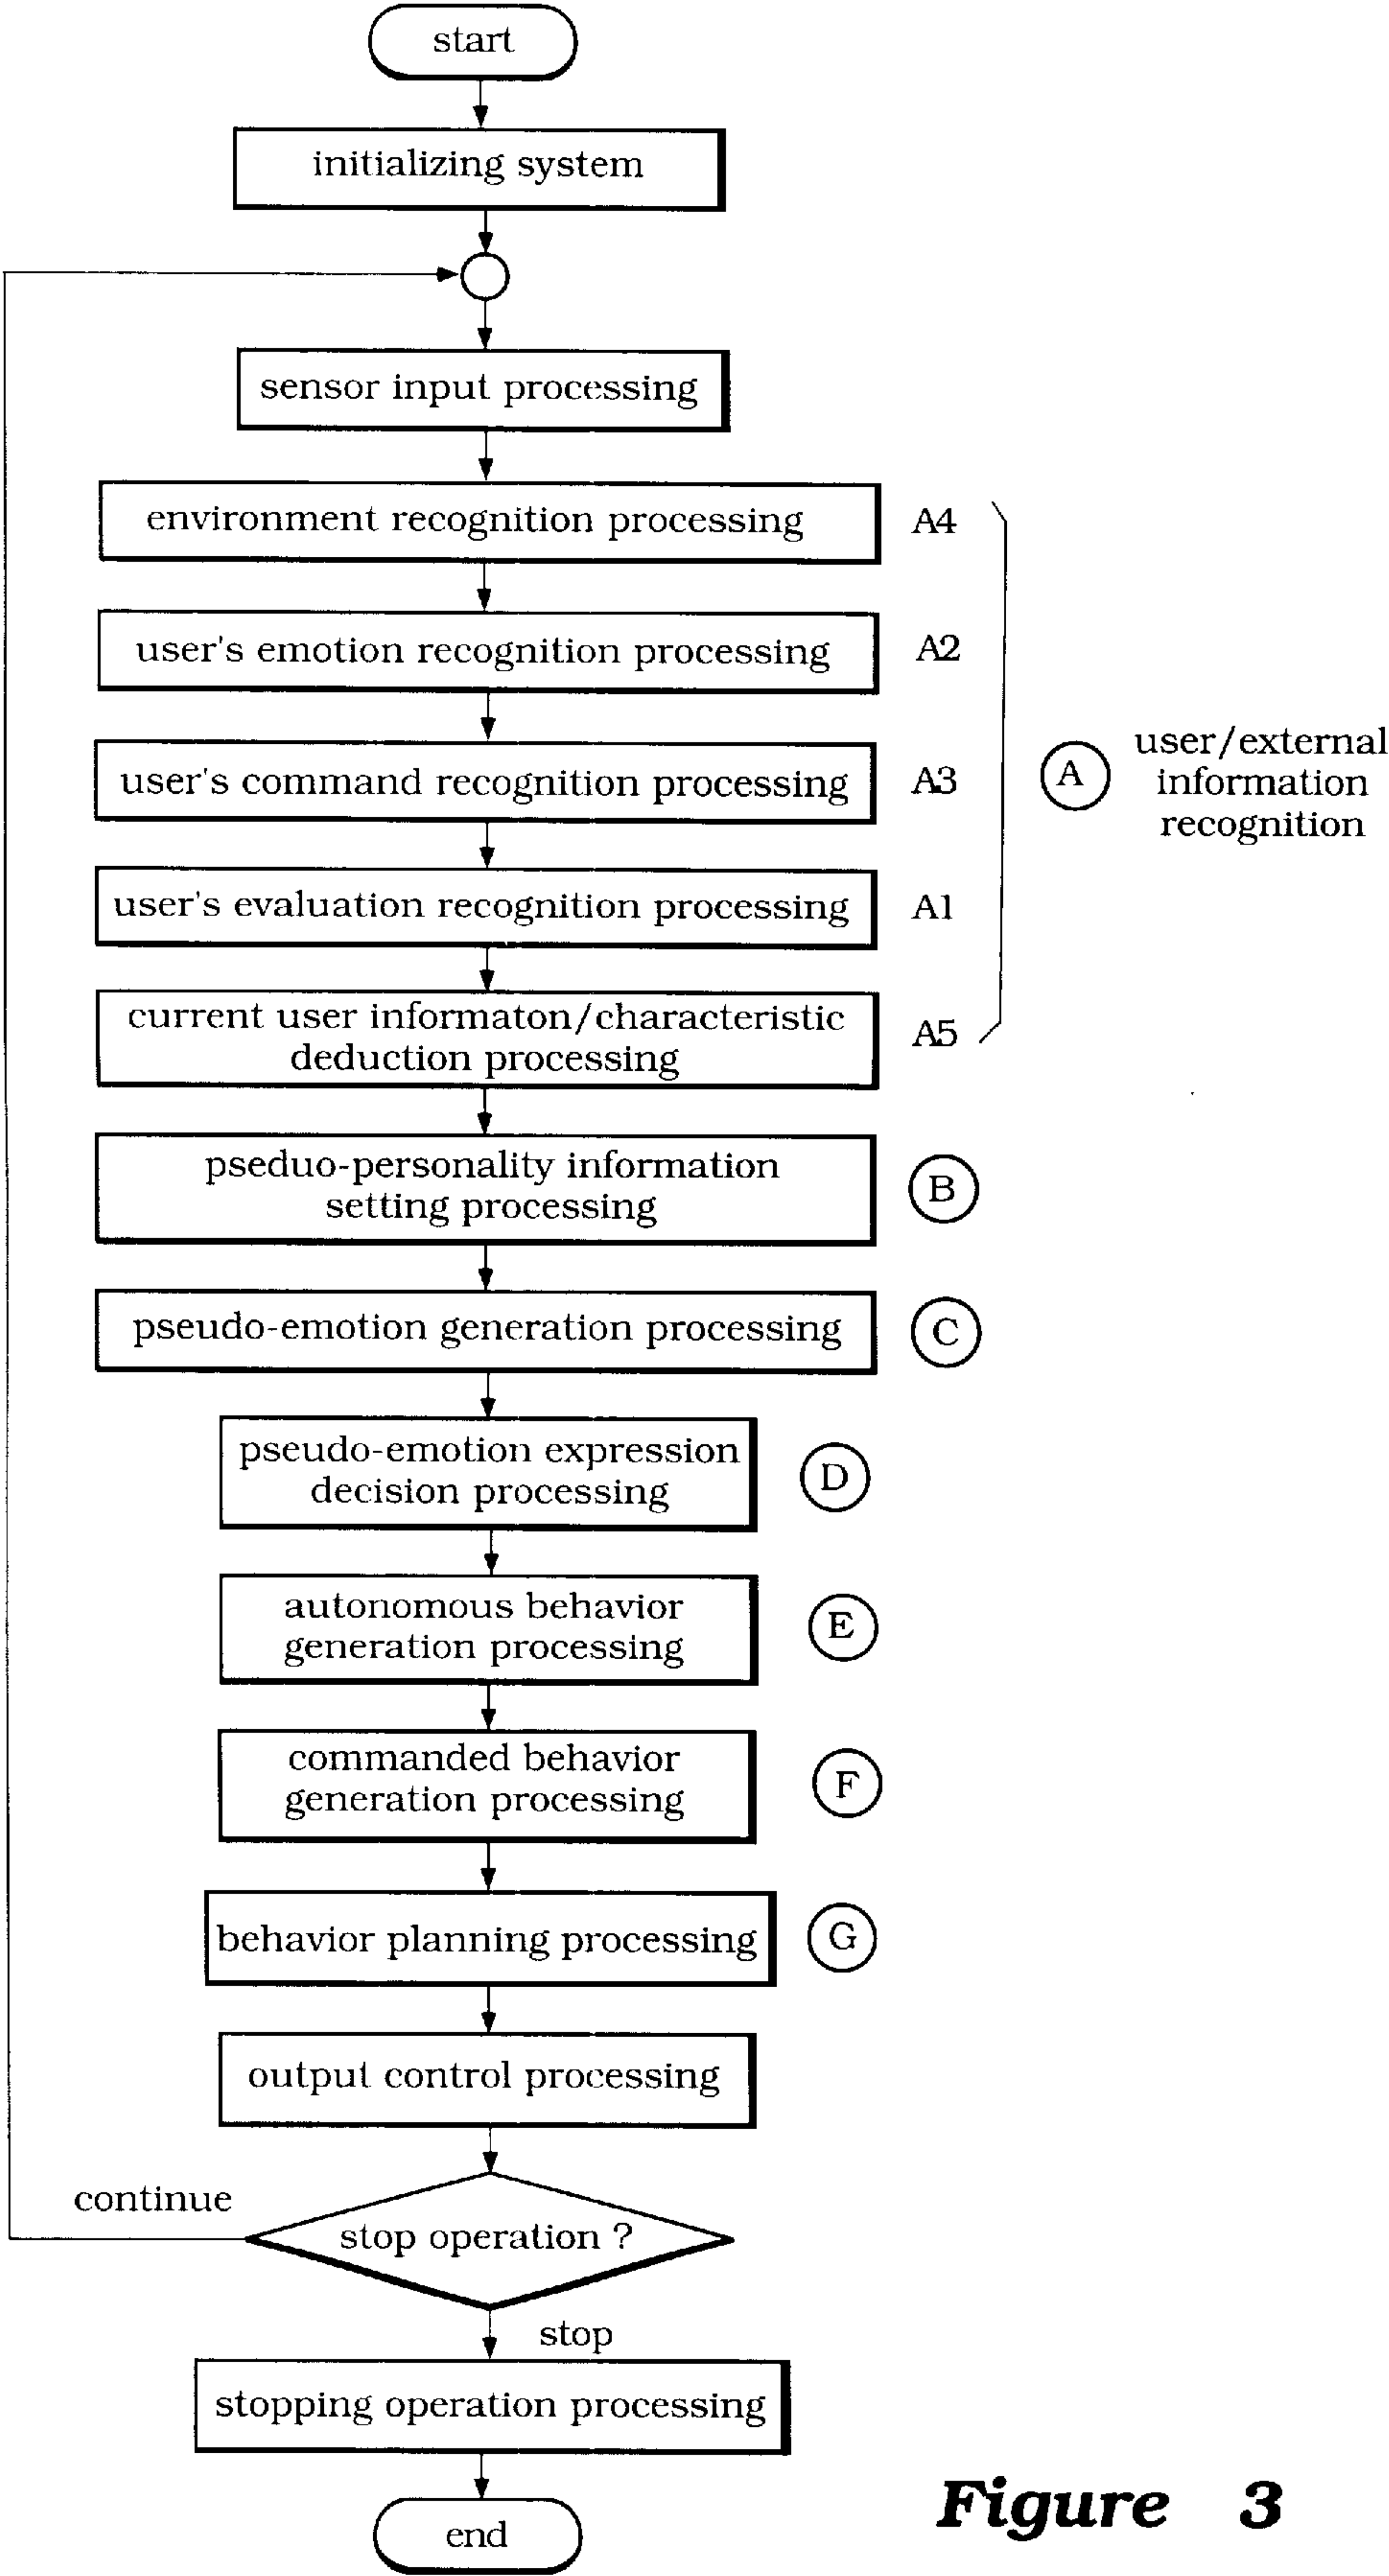 start
initializing system
sensor input processing
environment recognition processing
A4
user's emotion recognition processing
A2
user's command recognition processing
A3
A
user/external
information
recognition
user's evaluation recognition processing
A1
current user informaton/characteristic
deduction processing
A5
pseduo-personality information
setting processing
B
pseudo-emotion generation processing
C
pseudo-emotion expression
decision processing
D
autonomous behavior
generation processing
E
commanded behavior
generation processing
F
behavior planning processing
G
output control processing
continue
stop operation ?
stop
stopping operation processing
end
Figure 3